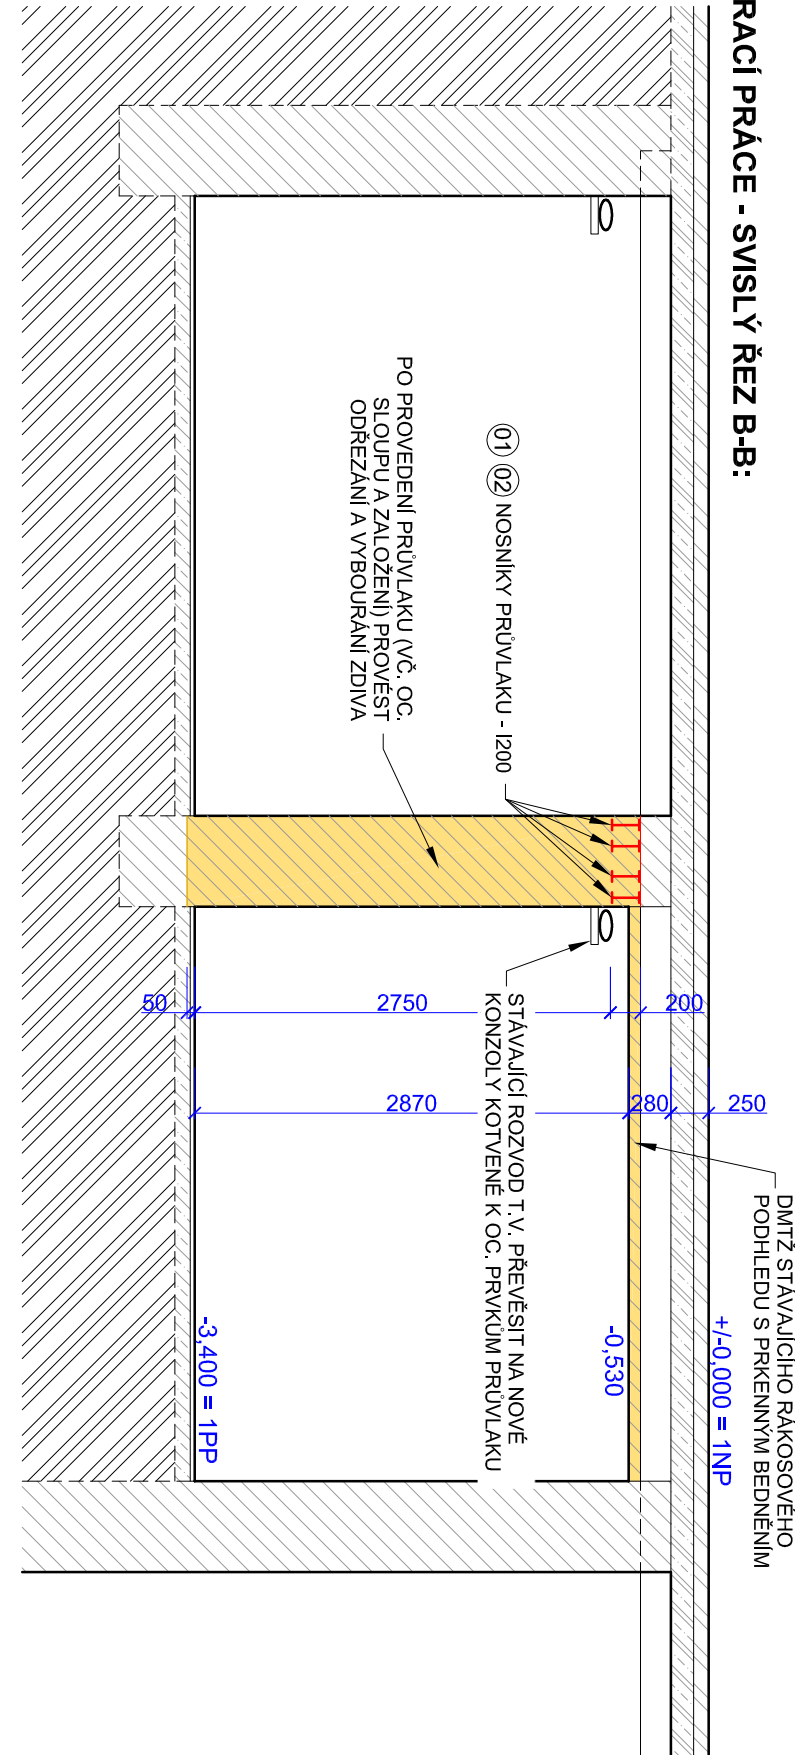 RACÍ PRÁCE - SVISLÝ ŘEZ B-B:
DMTŽ STÁVAJÍCÍHO RÁKOSOVÉHO
PODHLEDU S PRKENNÝM BEDNĚNÍM
+/-0,000 = 1NP
250
280
2870
200
2750
50
-0,530
-3,400 = 1PP
01 02 NOSNÍKY PRŮVLAKU - I200
PO PROVEDENÍ PRŮVLAKU (VČ. OC.
SLOUPU A ZALOŽENÍ) PROVÉST
ODŘEZÁNÍ A VYBOURÁNÍ ZDIVA
STÁVAJÍCÍ ROZVOD T.V. PŘEVĚSIT NA NOVÉ
KONZOLY KOTVENÉ K OC. PRVKŮM PRŮVLAKU